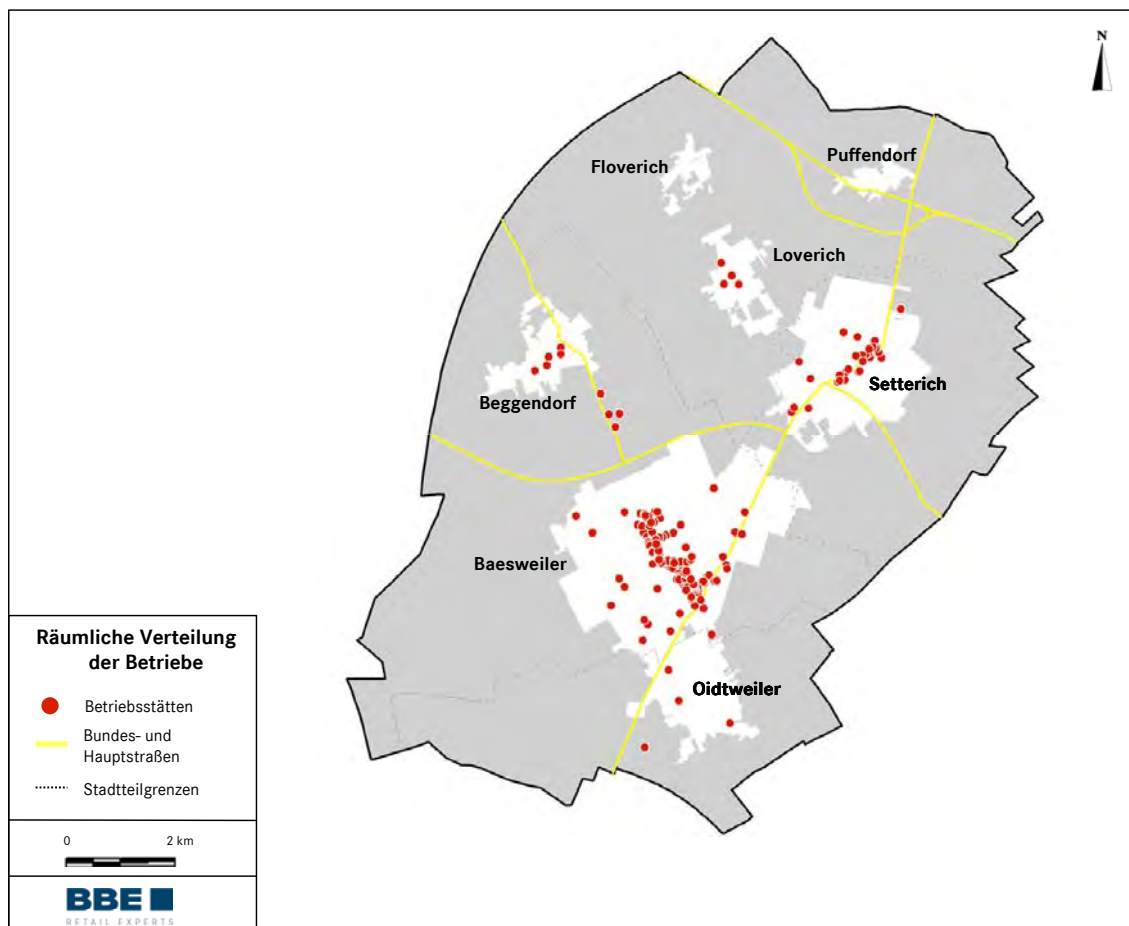 N
Puffendorf
Floverich
Loverich
Setterich
Beggendorf
Baesweiler
Oidtweiler
Räumliche Verteilung
der Betriebe
Betriebsstätten
Bundes- und
Hauptstraßen
Stadtteilgrenzen
0 2 km
BBE
RETAIL EXPERTS